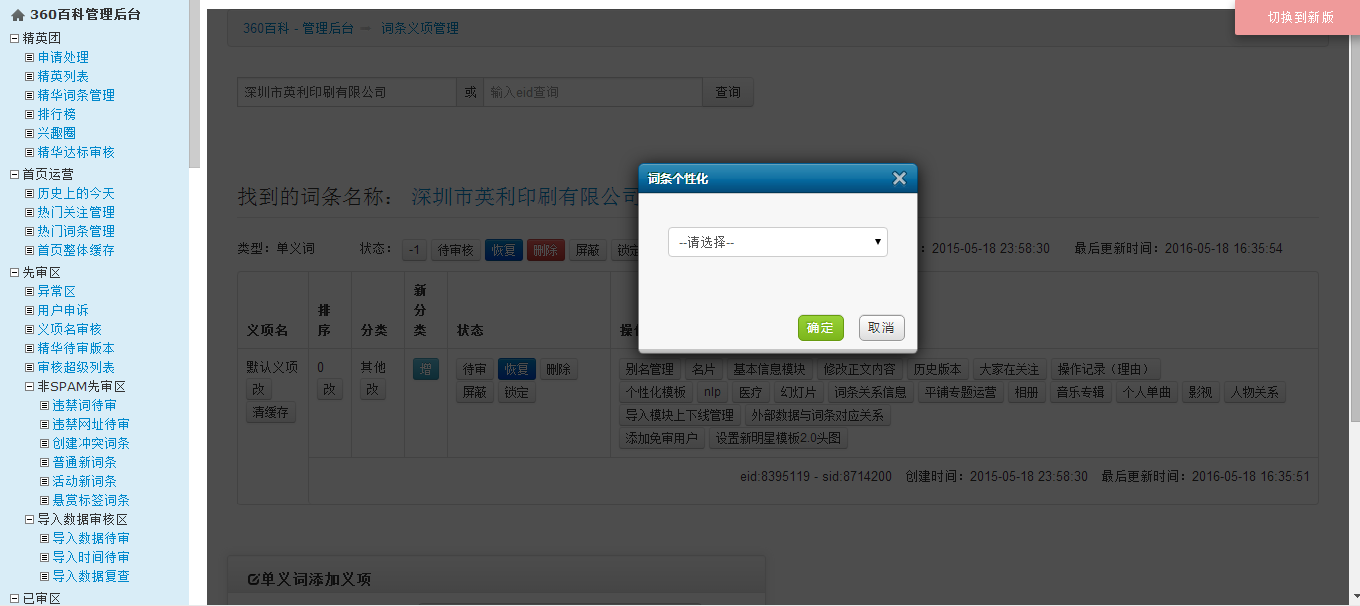 360百科管理后台
精英团
申请处理
精英列表
精华词条管理
排行榜
兴趣圈
精华达标审核
首页运营
历史上的今天
热门关注管理
热门词条管理
首页整体缓存
先审区
异常区
用户申诉
义项名审核
精华待审版本
审核超级列表
非SPAM先审区
违禁词待审
违禁网址待审
创建冲突词条
普通新词条
活动新词条
悬赏标签词条
导入数据审核区
导入数据待审
导入时间待审
导入数据复查
已审区
切换到新版
360百科 - 管理后台 词条义项管理
深圳市英利印刷有限公司 或 输入eid查询 查询
找到的词条名称： 深圳市英利印刷有限公司
类型：单义词 状态： -1 待审核 恢复 删除 屏蔽 锁定 ：2015-05-18 23:58:30 最后更新时间：2016-05-18 16:35:54
义项名 排序 分类 新分类 状态
默认义项 0 其他 增 待审 恢复 删除 别名管理 名片 基本信息模块 修改正文内容 历史版本 大家在关注 操作记录（理由）
改 改 改 屏蔽 锁定 个性化模板 nlp 医疗 幻灯片 词条关系信息 平铺专题运营 相册 音乐专辑 个人单曲 影视 人物关系
清缓存 导入模块上下线管理 外部数据与词条对应关系
添加免审用户 设置新明星模板2.0头图
eid:8395119 - sid:8714200 创建时间：2015-05-18 23:58:30 最后更新时间：2016-05-18 16:35:51
单义词添加义项
词条个性化
--请选择--
确定 取消